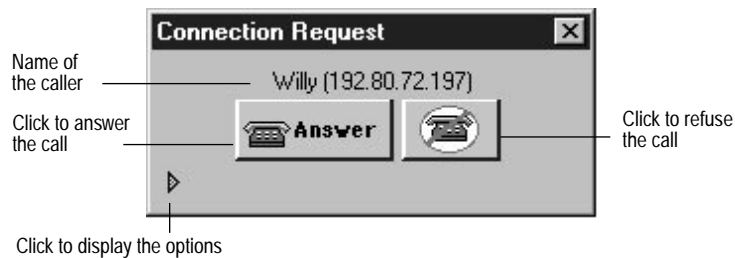 Connection Request
Name of
the caller
Willy (192.80.72.197)
Click to answer
the call
Answer
Click to refuse
the call
Click to display the options